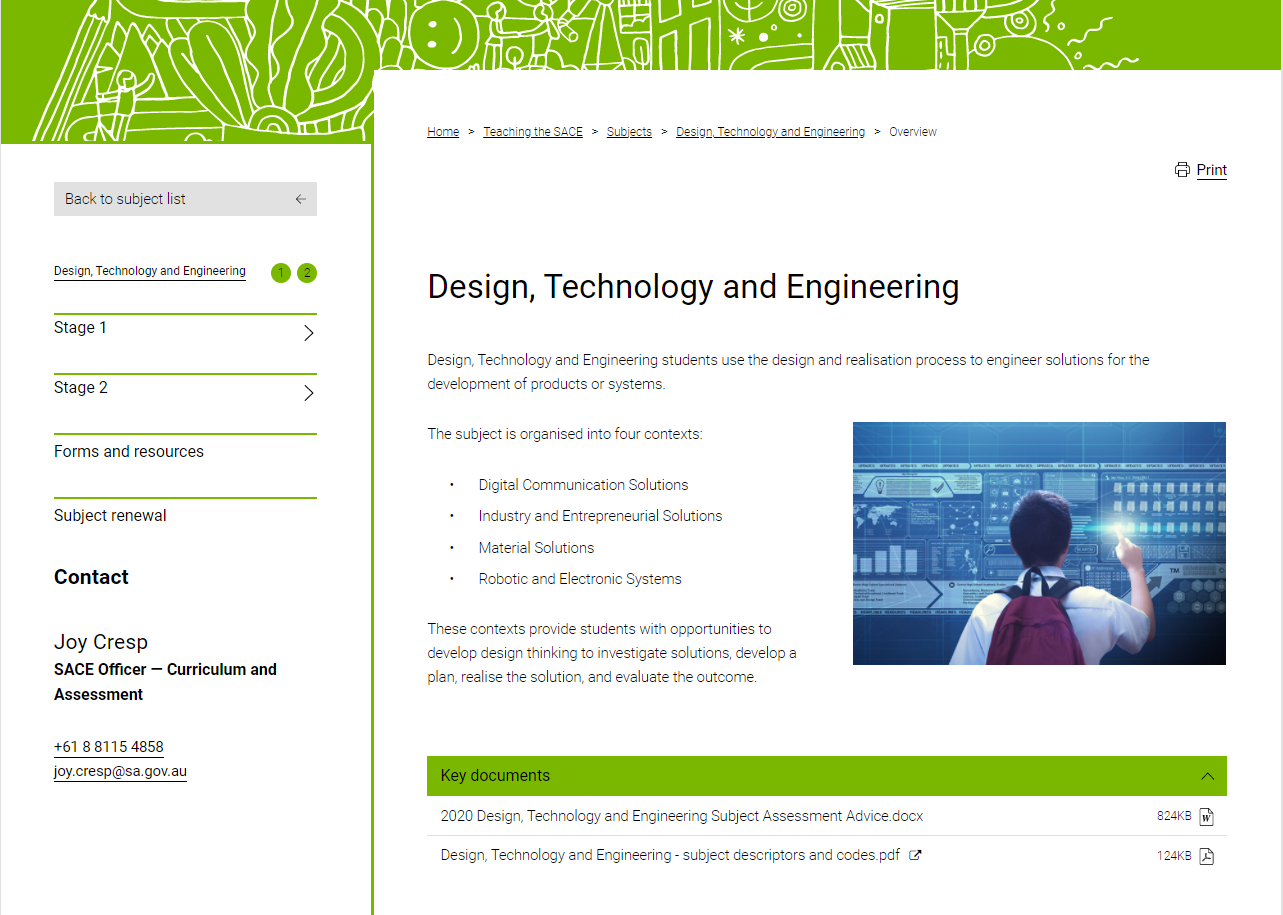 Home > Teaching the SACE > Subjects > Design, Technology and Engineering > Overview
Print
Back to subject list
Design, Technology and Engineering 1 2
Stage 1
Stage 2
Forms and resources
Subject renewal
Contact
Joy Cresp
SACE Officer — Curriculum and
Assessment
+61 8 8115 4858
joy.cresp@sa.gov.au
Design, Technology and Engineering
Design, Technology and Engineering students use the design and realisation process to engineer solutions for the
development of products or systems.
The subject is organised into four contexts:
• Digital Communication Solutions
• Industry and Entrepreneurial Solutions
• Material Solutions
• Robotic and Electronic Systems
These contexts provide students with opportunities to
develop design thinking to investigate solutions, develop a
plan, realise the solution, and evaluate the outcome.
UPDATES UPDATES UPDATES
SEARCH
TM
Key documents
2020 Design, Technology and Engineering Subject Assessment Advice.docx 824KB
Design, Technology and Engineering - subject descriptors and codes.pdf 124KB